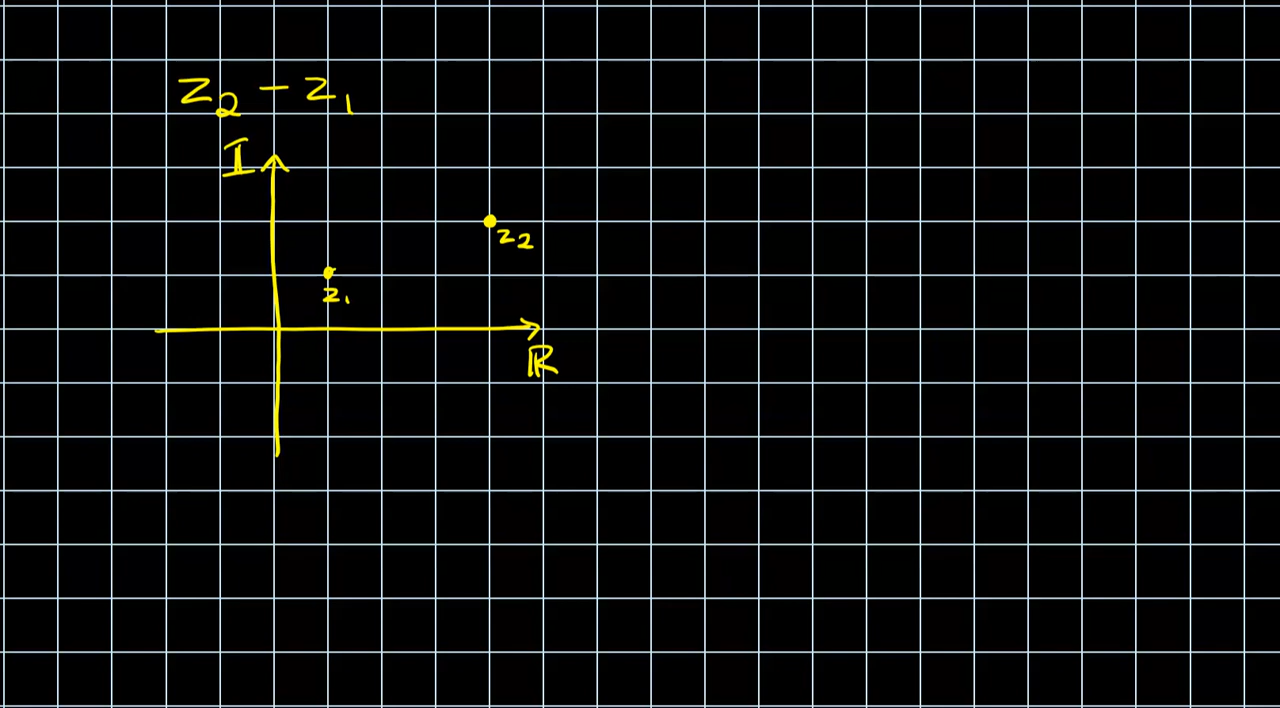 z₂ - z₁
I
z₂
z₁
ℝ